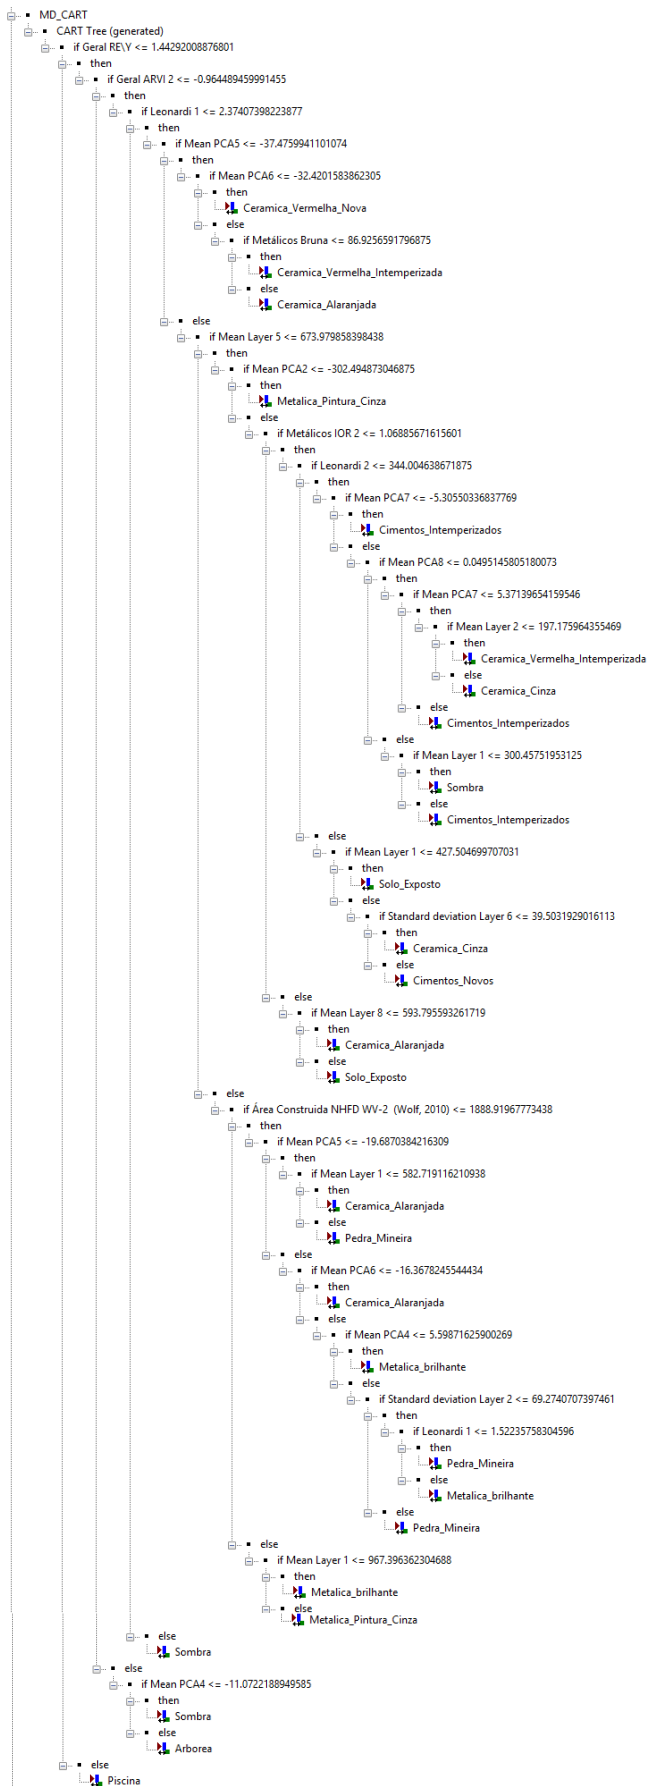 MD_CART
CART Tree (generated)
if Geral RE\Y <= 1.44292008876801
then
if Geral ARVI 2 <= -0.964489459991455
then
if Leonardi 1 <= 2.37407398223877
then
if Mean PCA5 <= -37.4759941101074
then
if Mean PCA6 <= -32.4201583862305
then
Ceramica_Vermelha_Nova
else
if Metálicos Bruna <= 86.9256591796875
then
Ceramica_Vermelha_Intemperizada
else
Ceramica_Alaranjada
else
if Mean Layer 5 <= 673.979858398438
then
if Mean PCA2 <= -302.494873046875
then
Metalica_Pintura_Cinza
else
if Metálicos IOR 2 <= 1.06885671615601
then
if Leonardi 2 <= 344.004638671875
then
if Mean PCA7 <= -5.30550336837769
then
Cimentos_Intemperizados
else
if Mean PCA8 <= 0.0495145805180073
then
if Mean PCA7 <= 5.37139654159546
then
if Mean Layer 2 <= 197.175964355469
then
Ceramica_Vermelha_Intemperizada
else
Ceramica_Cinza
else
Cimentos_Intemperizados
else
if Mean Layer 1 <= 300.45751953125
then
Sombra
else
Cimentos_Intemperizados
else
if Mean Layer 1 <= 427.504699707031
then
Solo_Exposto
else
if Standard deviation Layer 6 <= 39.5031929016113
then
Ceramica_Cinza
else
Cimentos_Novos
else
if Mean Layer 8 <= 593.795593261719
then
Ceramica_Alaranjada
else
Solo_Exposto
else
if Área Construida NHFD WV-2 (Wolf, 2010) <= 1888.91967773438
then
if Mean PCA5 <= -19.6870384216309
then
if Mean Layer 1 <= 582.719116210938
then
Ceramica_Alaranjada
else
Pedra_Mineira
else
if Mean PCA6 <= -16.3678245544434
then
Ceramica_Alaranjada
else
if Mean PCA4 <= 5.59871625900269
then
Metalica_brilhante
else
if Standard deviation Layer 2 <= 69.2740707397461
then
if Leonardi 1 <= 1.52235758304596
then
Pedra_Mineira
else
Metalica_brilhante
else
Pedra_Mineira
else
if Mean Layer 1 <= 967.396362304688
then
Metalica_brilhante
else
Metalica_Pintura_Cinza
else
Sombra
else
if Mean PCA4 <= -11.0722188949585
then
Sombra
else
Arborea
else
Piscina